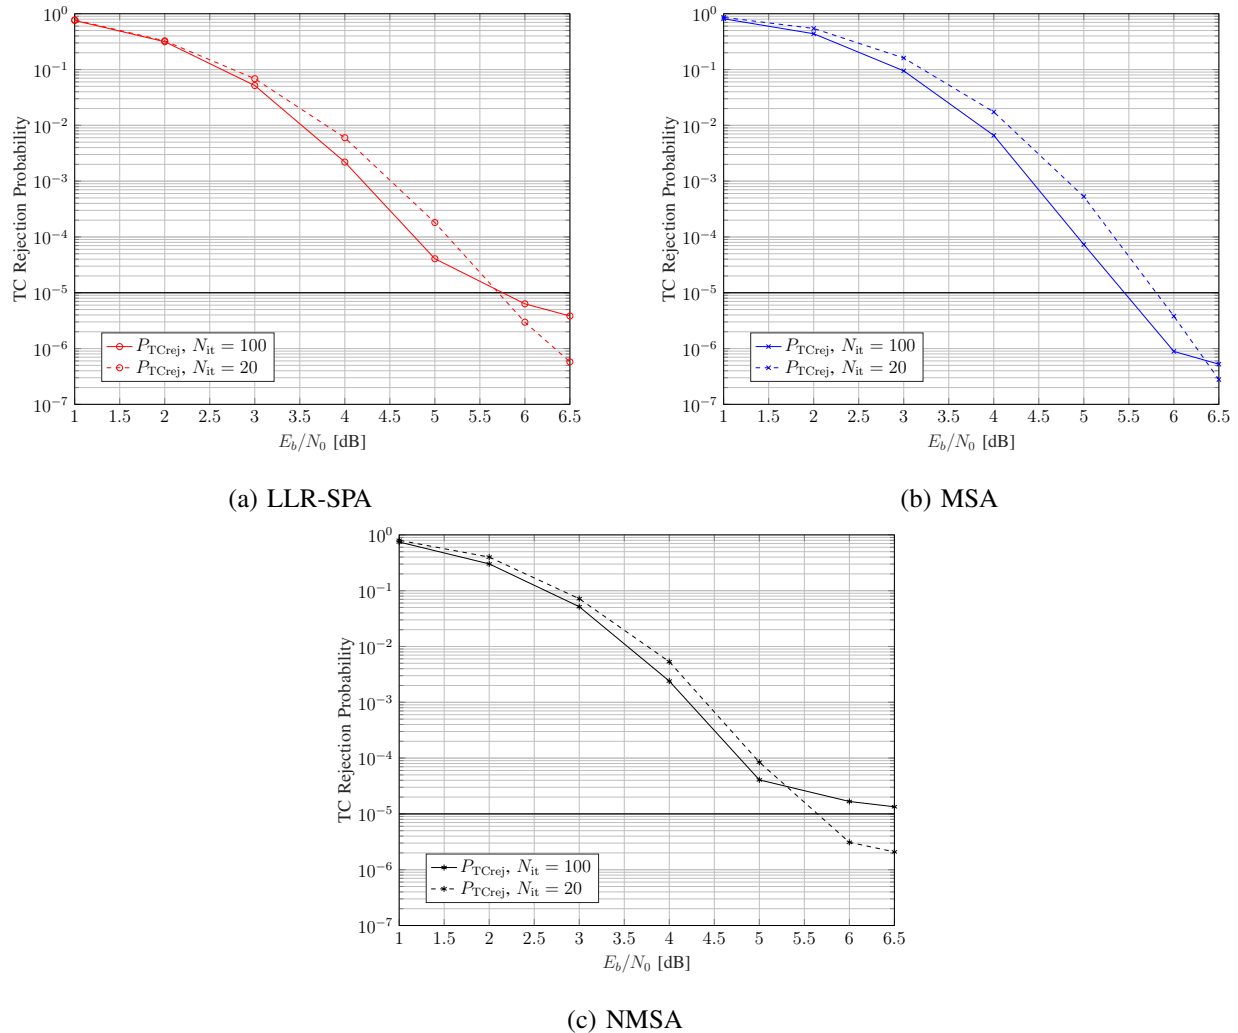 10^0
10^-1
10^-2
10^-3
10^-4
10^-5
10^-6
10^-7
TC Rejection Probability
P_TCrej, N_it = 100
P_TCrej, N_it = 20
1 1.5 2 2.5 3 3.5 4 4.5 5 5.5 6 6.5
E_b/N_0 [dB]
(a) LLR-SPA
10^0
10^-1
10^-2
10^-3
10^-4
10^-5
10^-6
10^-7
TC Rejection Probability
P_TCrej, N_it = 100
P_TCrej, N_it = 20
1 1.5 2 2.5 3 3.5 4 4.5 5 5.5 6 6.5
E_b/N_0 [dB]
(b) MSA
10^0
10^-1
10^-2
10^-3
10^-4
10^-5
10^-6
10^-7
TC Rejection Probability
P_TCrej, N_it = 100
P_TCrej, N_it = 20
1 1.5 2 2.5 3 3.5 4 4.5 5 5.5 6 6.5
E_b/N_0 [dB]
(c) NMSA